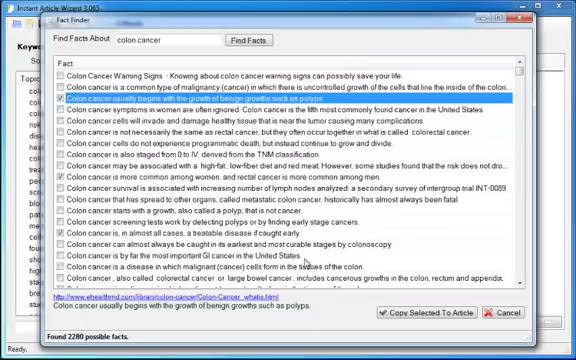 Instant Article Wizard 3.065
Fact Finder
Find Facts About
colon cancer
Find Facts
Keywo
So
Topic
Fact
Colon Cancer Warning Signs - Knowing about colon cancer warning signs can possibly save your life.
Colon cancer is a common type of malignancy (cancer) in which there is uncontrolled growth of the cells that line the inside of the colon
Colon cancer usually begins with the growth of benign growths such as polyps.
Colon cancer symptoms in women are often ignored. Colon cancer is the fifth most commonly found cancer in the United States.
Colon cancer cells will invade and damage healthy tissue that is near the tumor causing many complications.
Colon cancer is not necessarily the same as rectal cancer, but they often occur together in what is called colorectal cancer.
Colon cancer cells do not experience programmatic death, but instead continue to grow and divide.
Colon cancer is also staged from 0 to IV, derived from the TNM classification
Colon cancer may be associated with a high-fat, low-fiber diet and red meat. However, some studies found that the risk does not dro...
Colon cancer is more common among women, and rectal cancer is more common among men.
Colon cancer survival is associated with increasing number of lymph nodes analyzed: a secondary survey of intergroup trial INT-0089.
Colon cancer that has spread to other organs, called metastatic colon cancer, historically has almost always been fatal.
Colon cancer starts with a growth, also called a polyp, that is not cancer.
Colon cancer screening tests work by detecting polyps or by finding early stage cancers.
Colon cancer is, in almost all cases, a treatable disease if caught early.
Colon cancer can almost always be caught in its earliest and most curable stages by colonoscopy
Colon cancer is by far the most important GI cancer in the United States.
Colon cancer is a disease in which malignant (cancer) cells form in the tissues of the colon.
Colon cancer , also called colorectal cancer or large bowel cancer , includes cancerous growths in the colon, rectum and appendix.
http://www.ehealthmd.com/library/colon-cancer/Colon-Cancer_whatis.html
Colon cancer usually begins with the growth of benign growths such as polyps.
Copy Selected To Article
Cancel
Found 2280 possible facts.